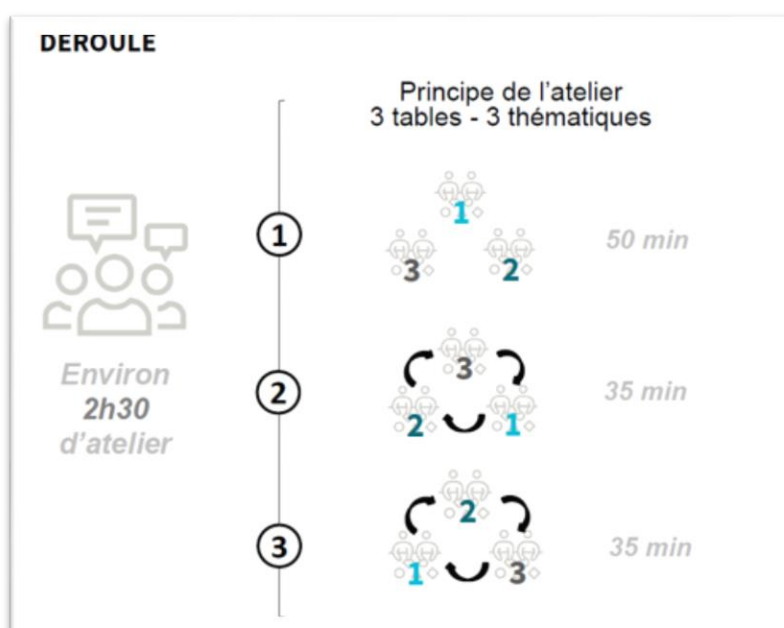 DEROULE
Principe de l'atelier
3 tables - 3 thématiques
Environ
2h30
d'atelier
1
1
3
2
50 min
2
3
2
1
35 min
3
2
1
3
35 min